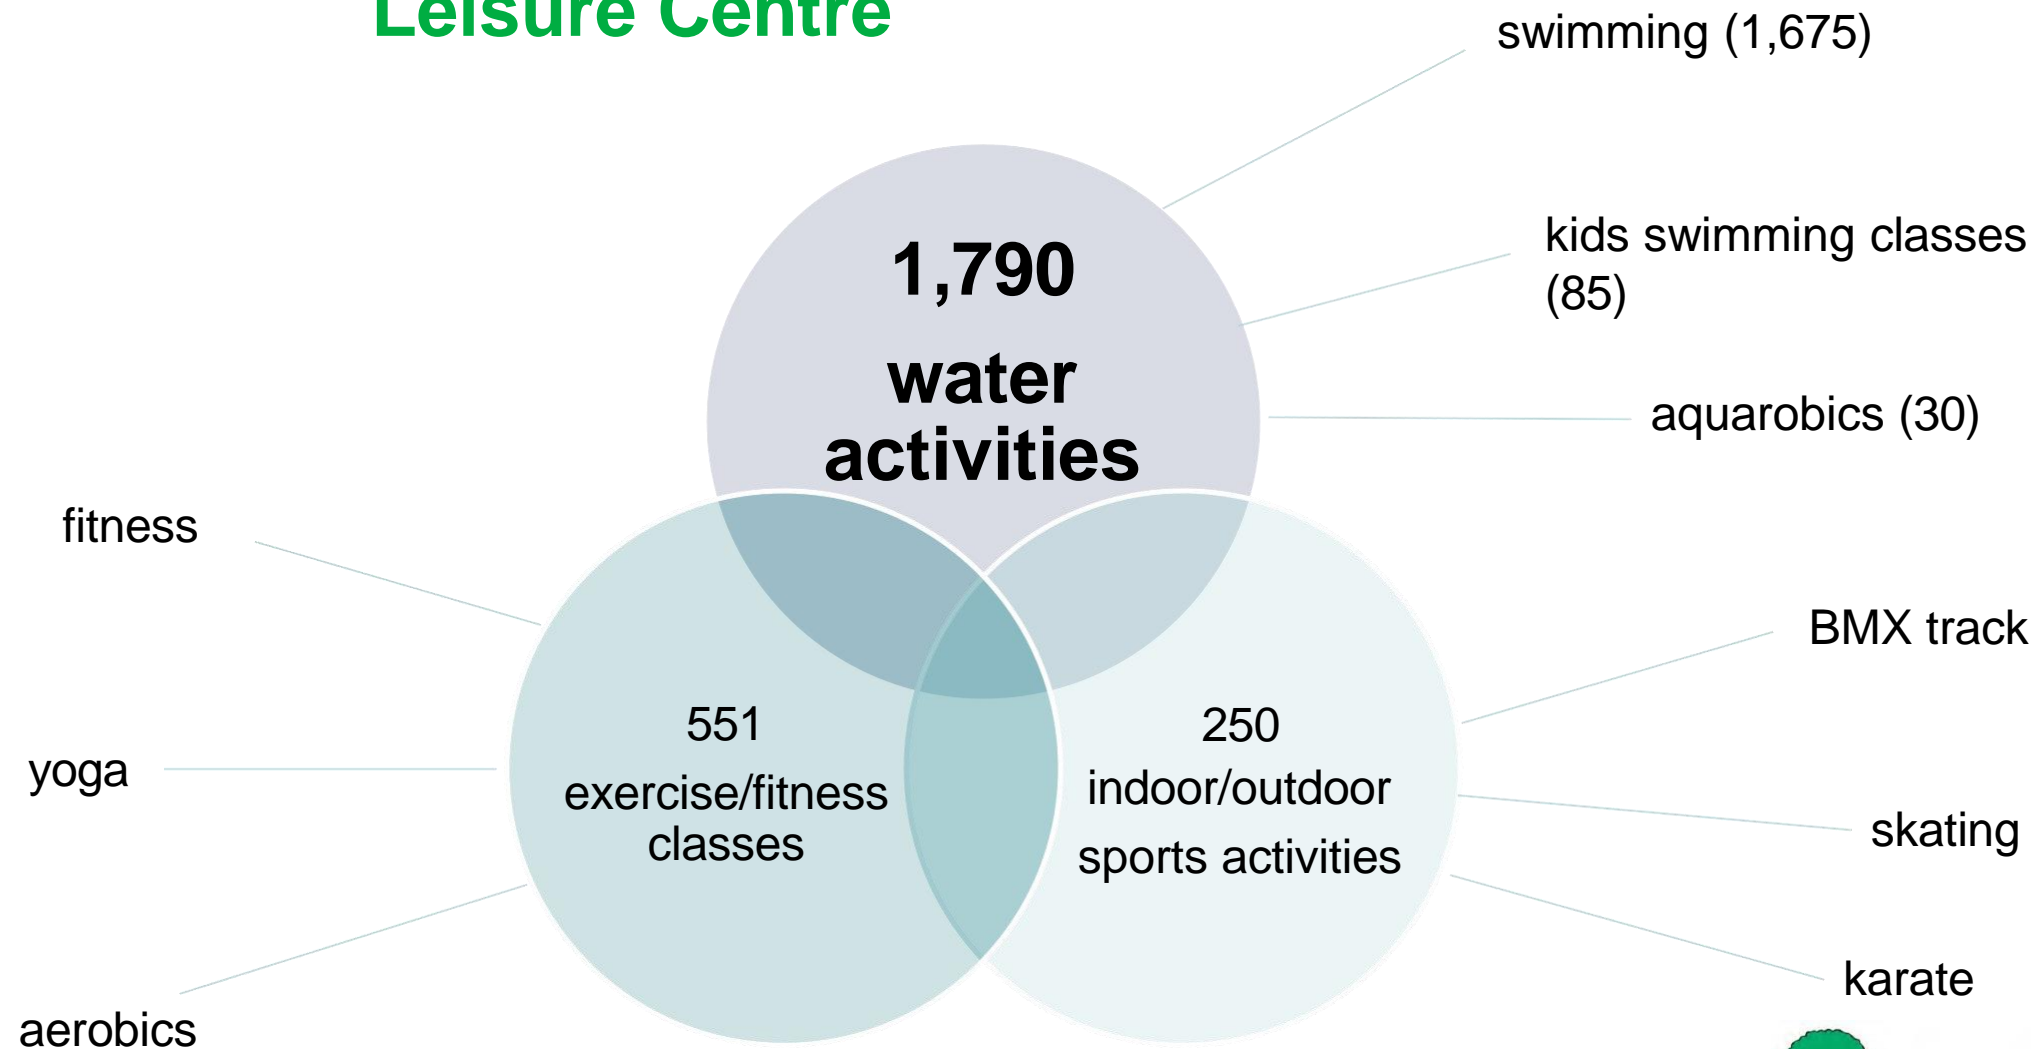 Leisure Centre
swimming (1,675)
kids swimming classes
(85)
aquarobics (30)
1,790
water
activities
fitness
yoga
aerobics
551
exercise/fitness
classes
250
indoor/outdoor
sports activities
BMX track
skating
karate